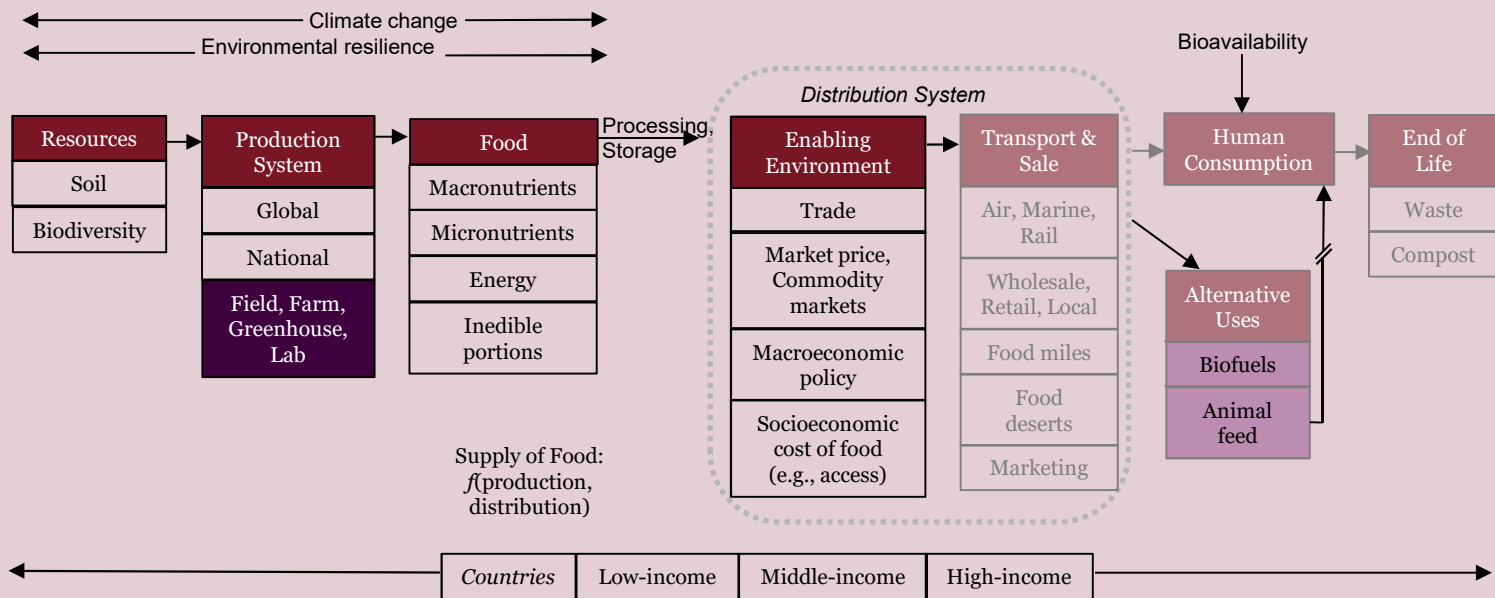 Climate change
Environmental resilience
Bioavailability
Distribution System
Resources
Soil
Biodiversity
Production
System
Global
National
Field, Farm,
Greenhouse,
Lab
Food
Macronutrients
Micronutrients
Energy
Inedible
portions
Processing,
Storage
Enabling
Environment
Trade
Market price,
Commodity
markets
Macroeconomic
policy
Socioeconomic
cost of food
(e.g., access)
Transport &
Sale
Air, Marine,
Rail
Wholesale,
Retail, Local
Food miles
Food
deserts
Marketing
Human
Consumption
Alternative
Uses
Biofuels
Animal
feed
End of
Life
Waste
Compost
Supply of Food:
f(production,
distribution)
Countries
Low-income
Middle-income
High-income